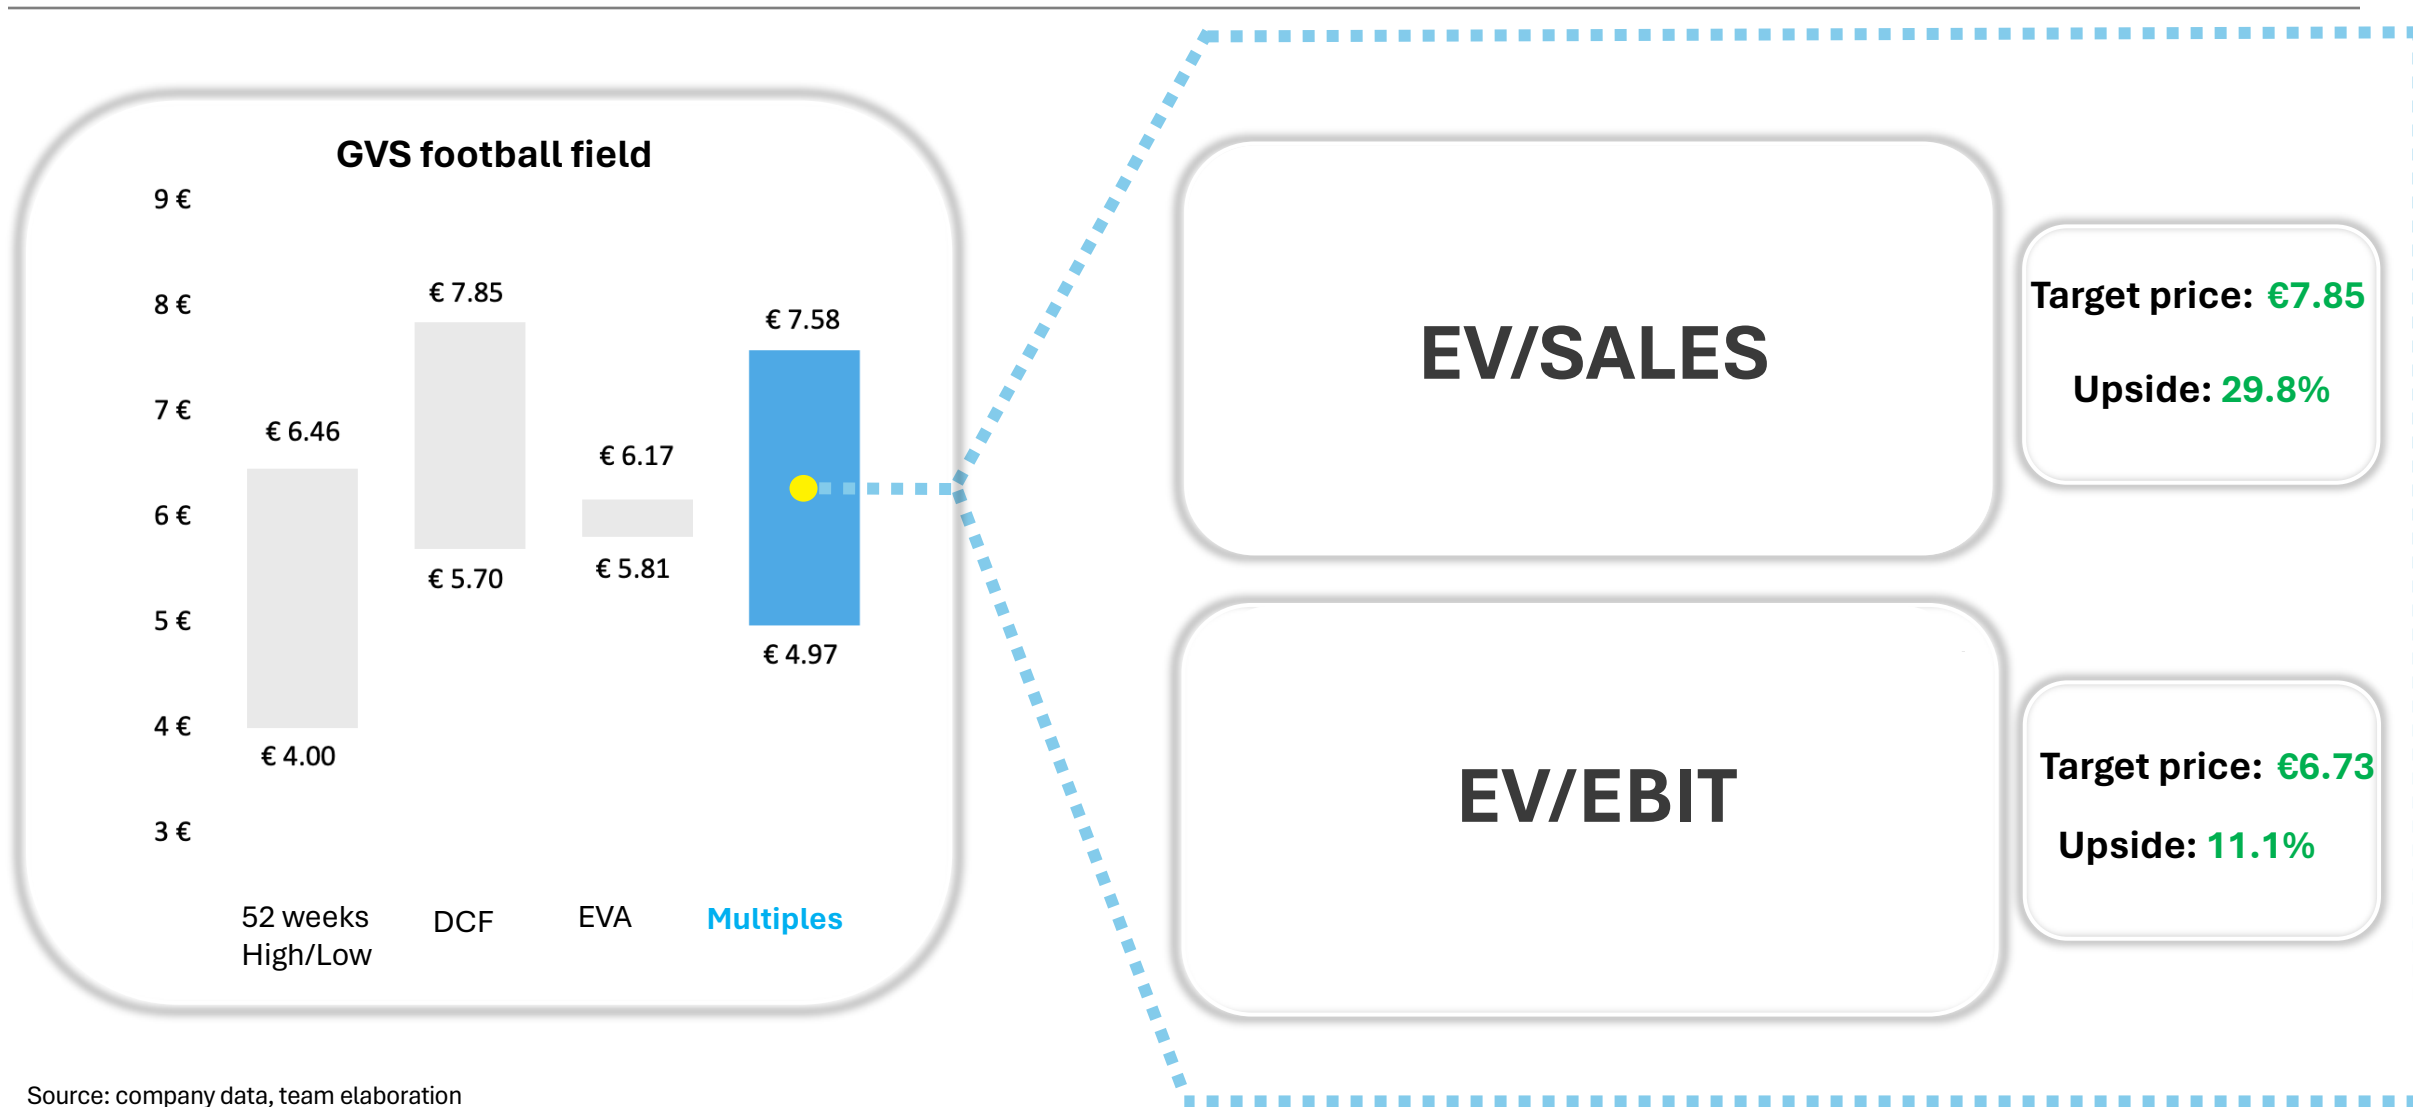 GVS football field
9 €
8 €
7 €
6 €
5 €
4 €
3 €
€ 6.46
€ 4.00
€ 7.85
€ 5.70
€ 6.17
€ 5.81
€ 7.58
€ 4.97
52 weeks
High/Low
DCF
EVA
Multiples
EV/SALES
Target price: €7.85
Upside: 29.8%
EV/EBIT
Target price: €6.73
Upside: 11.1%
Source: company data, team elaboration